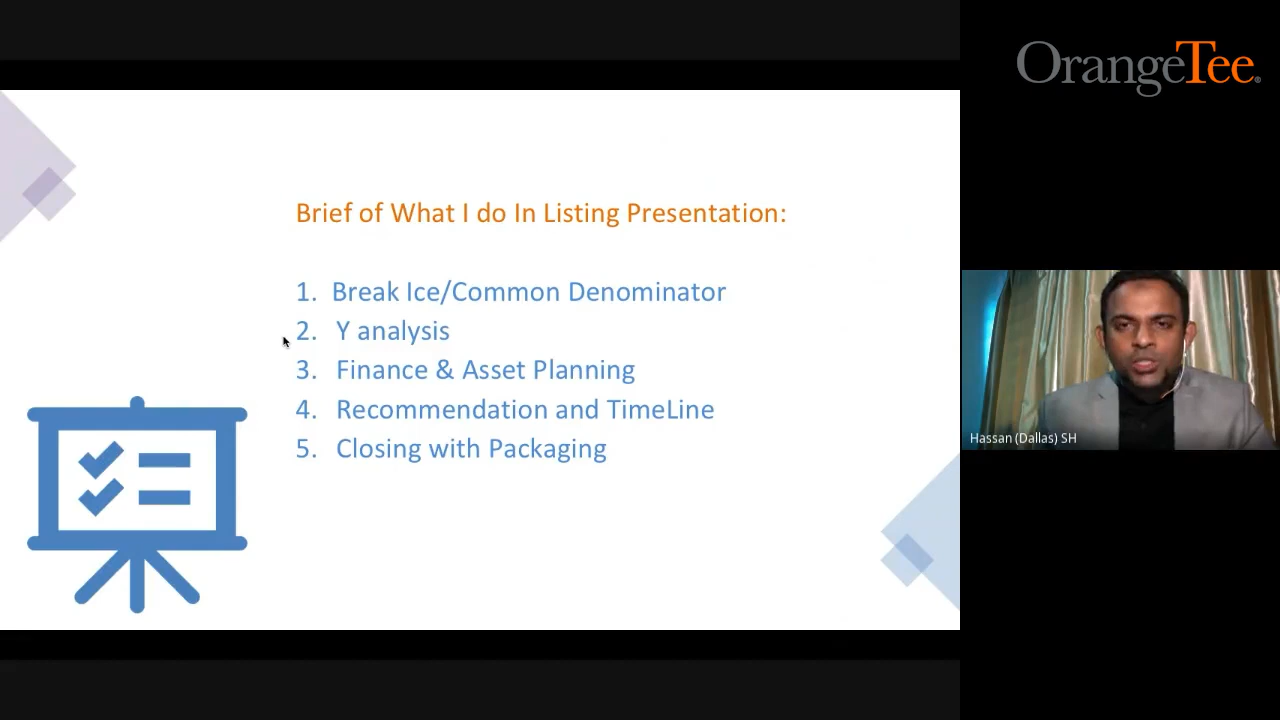 OrangeTee
Brief of What I do In Listing Presentation:
1. Break Ice/Common Denominator
2. Y analysis
3. Finance & Asset Planning
4. Recommendation and TimeLine
5. Closing with Packaging
Hassan (Dallas) SH